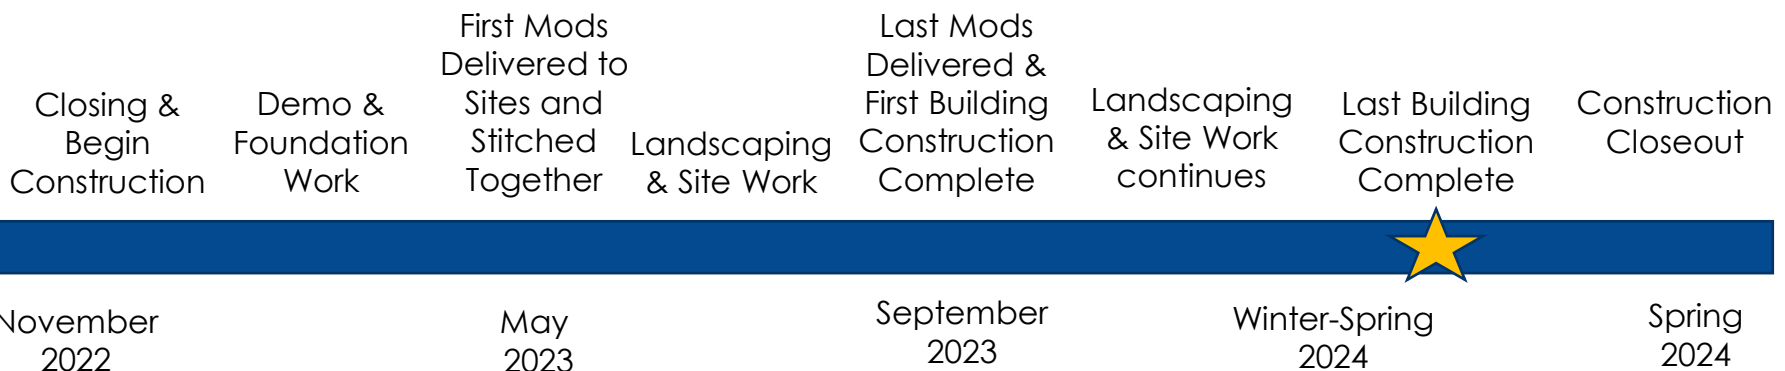 Closing &
Begin
Construction
Demo &
Foundation
Work
First Mods
Delivered to
Sites and
Stitched
Together
Landscaping
& Site Work
Last Mods
Delivered &
First Building
Construction
Complete
Landscaping
& Site Work
continues
Last Building
Construction
Complete
Construction
Closeout
November
2022
May
2023
September
2023
Winter-Spring
2024
Spring
2024